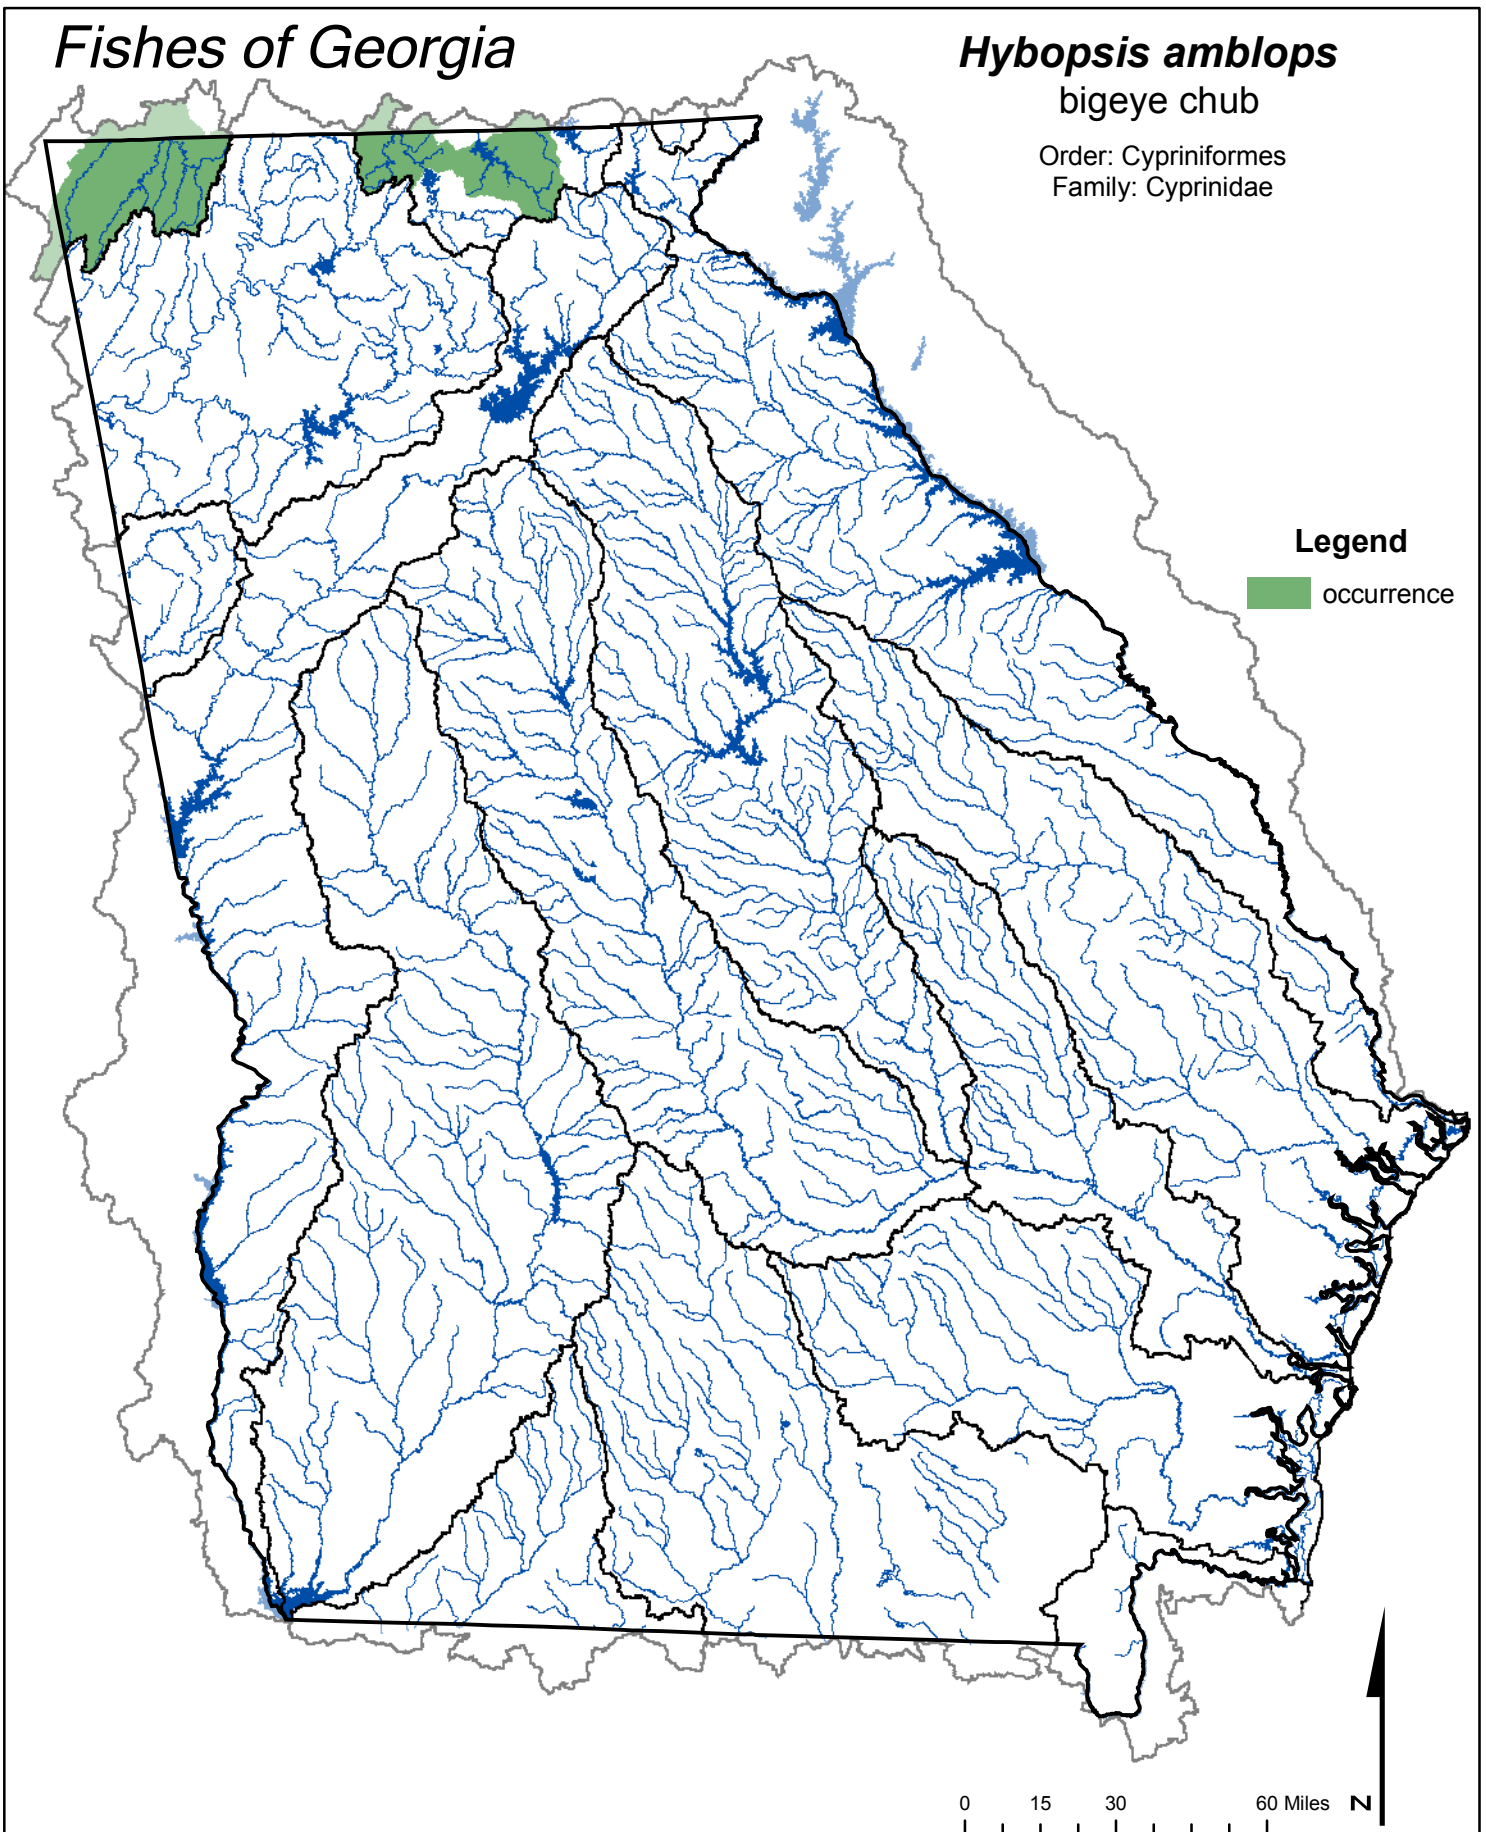 Fishes of Georgia
Hybopsis amblops
bigeye chub
Order: Cypriniformes
Family: Cyprinidae
Legend
occurrence
0 15 30 60 Miles
N